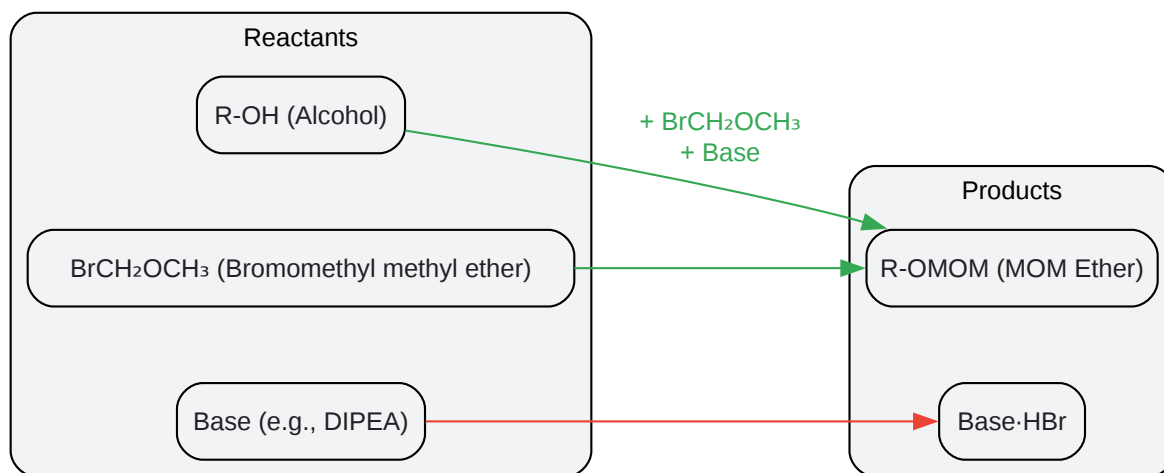 Reactants
R-OH (Alcohol)
+ BrCH₂OCH₃
+ Base
Products
BrCH₂OCH₃ (Bromomethyl methyl ether)
R-OMOM (MOM Ether)
Base (e.g., DIPEA)
Base·HBr